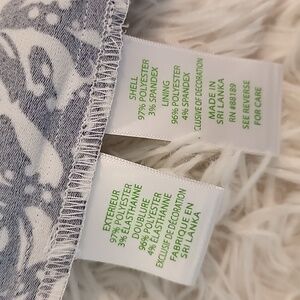 SHELL
97% POLYESTER
3% SPANDEX
LINING
96% POLYESTER
4% SPANDEX
CLUSIVE OF DECORATION
MADE IN
SRI LANKA
RN #88189
SEE REVERSE
FOR CARE
EXTERIEUR
97% POLYESTER
3% ELASTHANNE
DOUBLURE
96% POLYESTER
4% ELASTHANNE
EXCLUSIF DE DECORATION
FABRIQUE EN
SRI LANKA